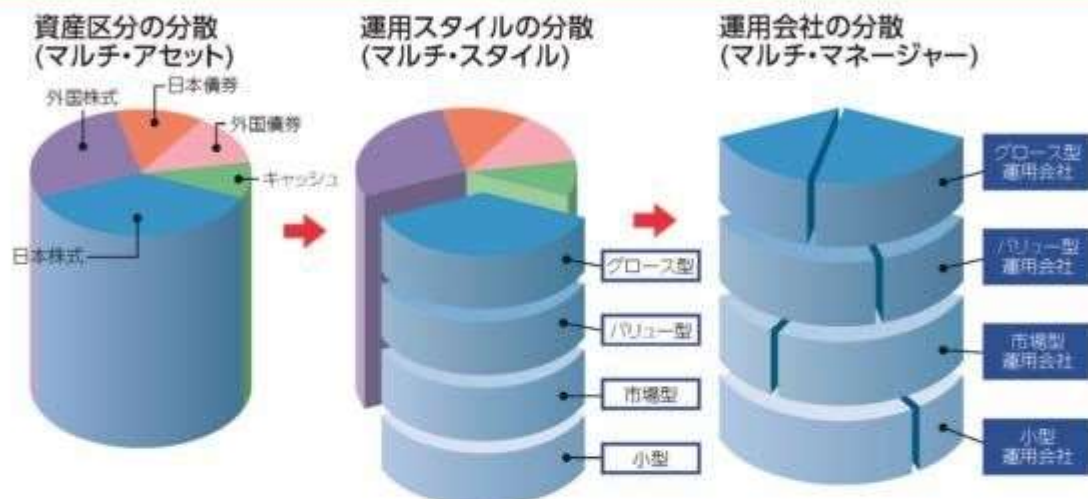 資産区分の分散
(マルチ・アセット)
外国株式
日本債券
外国債券
キャッシュ
日本株式
運用スタイルの分散
(マルチ・スタイル)
グロース型
バリュー型
市場型
小型
運用会社の分散
(マルチ・マネージャー)
グロース型
運用会社
バリュー型
運用会社
市場型
運用会社
小型
運用会社